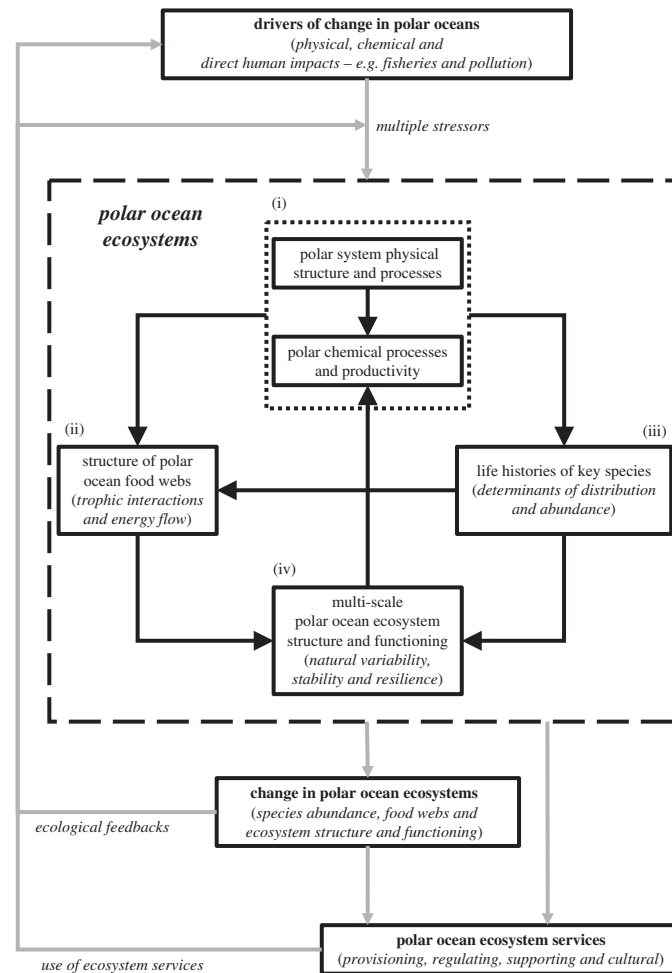 drivers of change in polar oceans
(physical, chemical and
direct human impacts – e.g. fisheries and pollution)
multiple stressors
polar ocean
ecosystems
(i)
polar system physical
structure and processes
polar chemical processes
and productivity
(ii)
structure of polar
ocean food webs
(trophic interactions
and energy flow)
(iii)
life histories of key species
(determinants of distribution
and abundance)
(iv)
multi-scale
polar ocean ecosystem
structure and functioning
(natural variability,
stability and resilience)
change in polar ocean ecosystems
(species abundance, food webs and
ecosystem structure and functioning)
ecological feedbacks
polar ocean ecosystem services
(provisioning, regulating, supporting and cultural)
use of ecosystem services